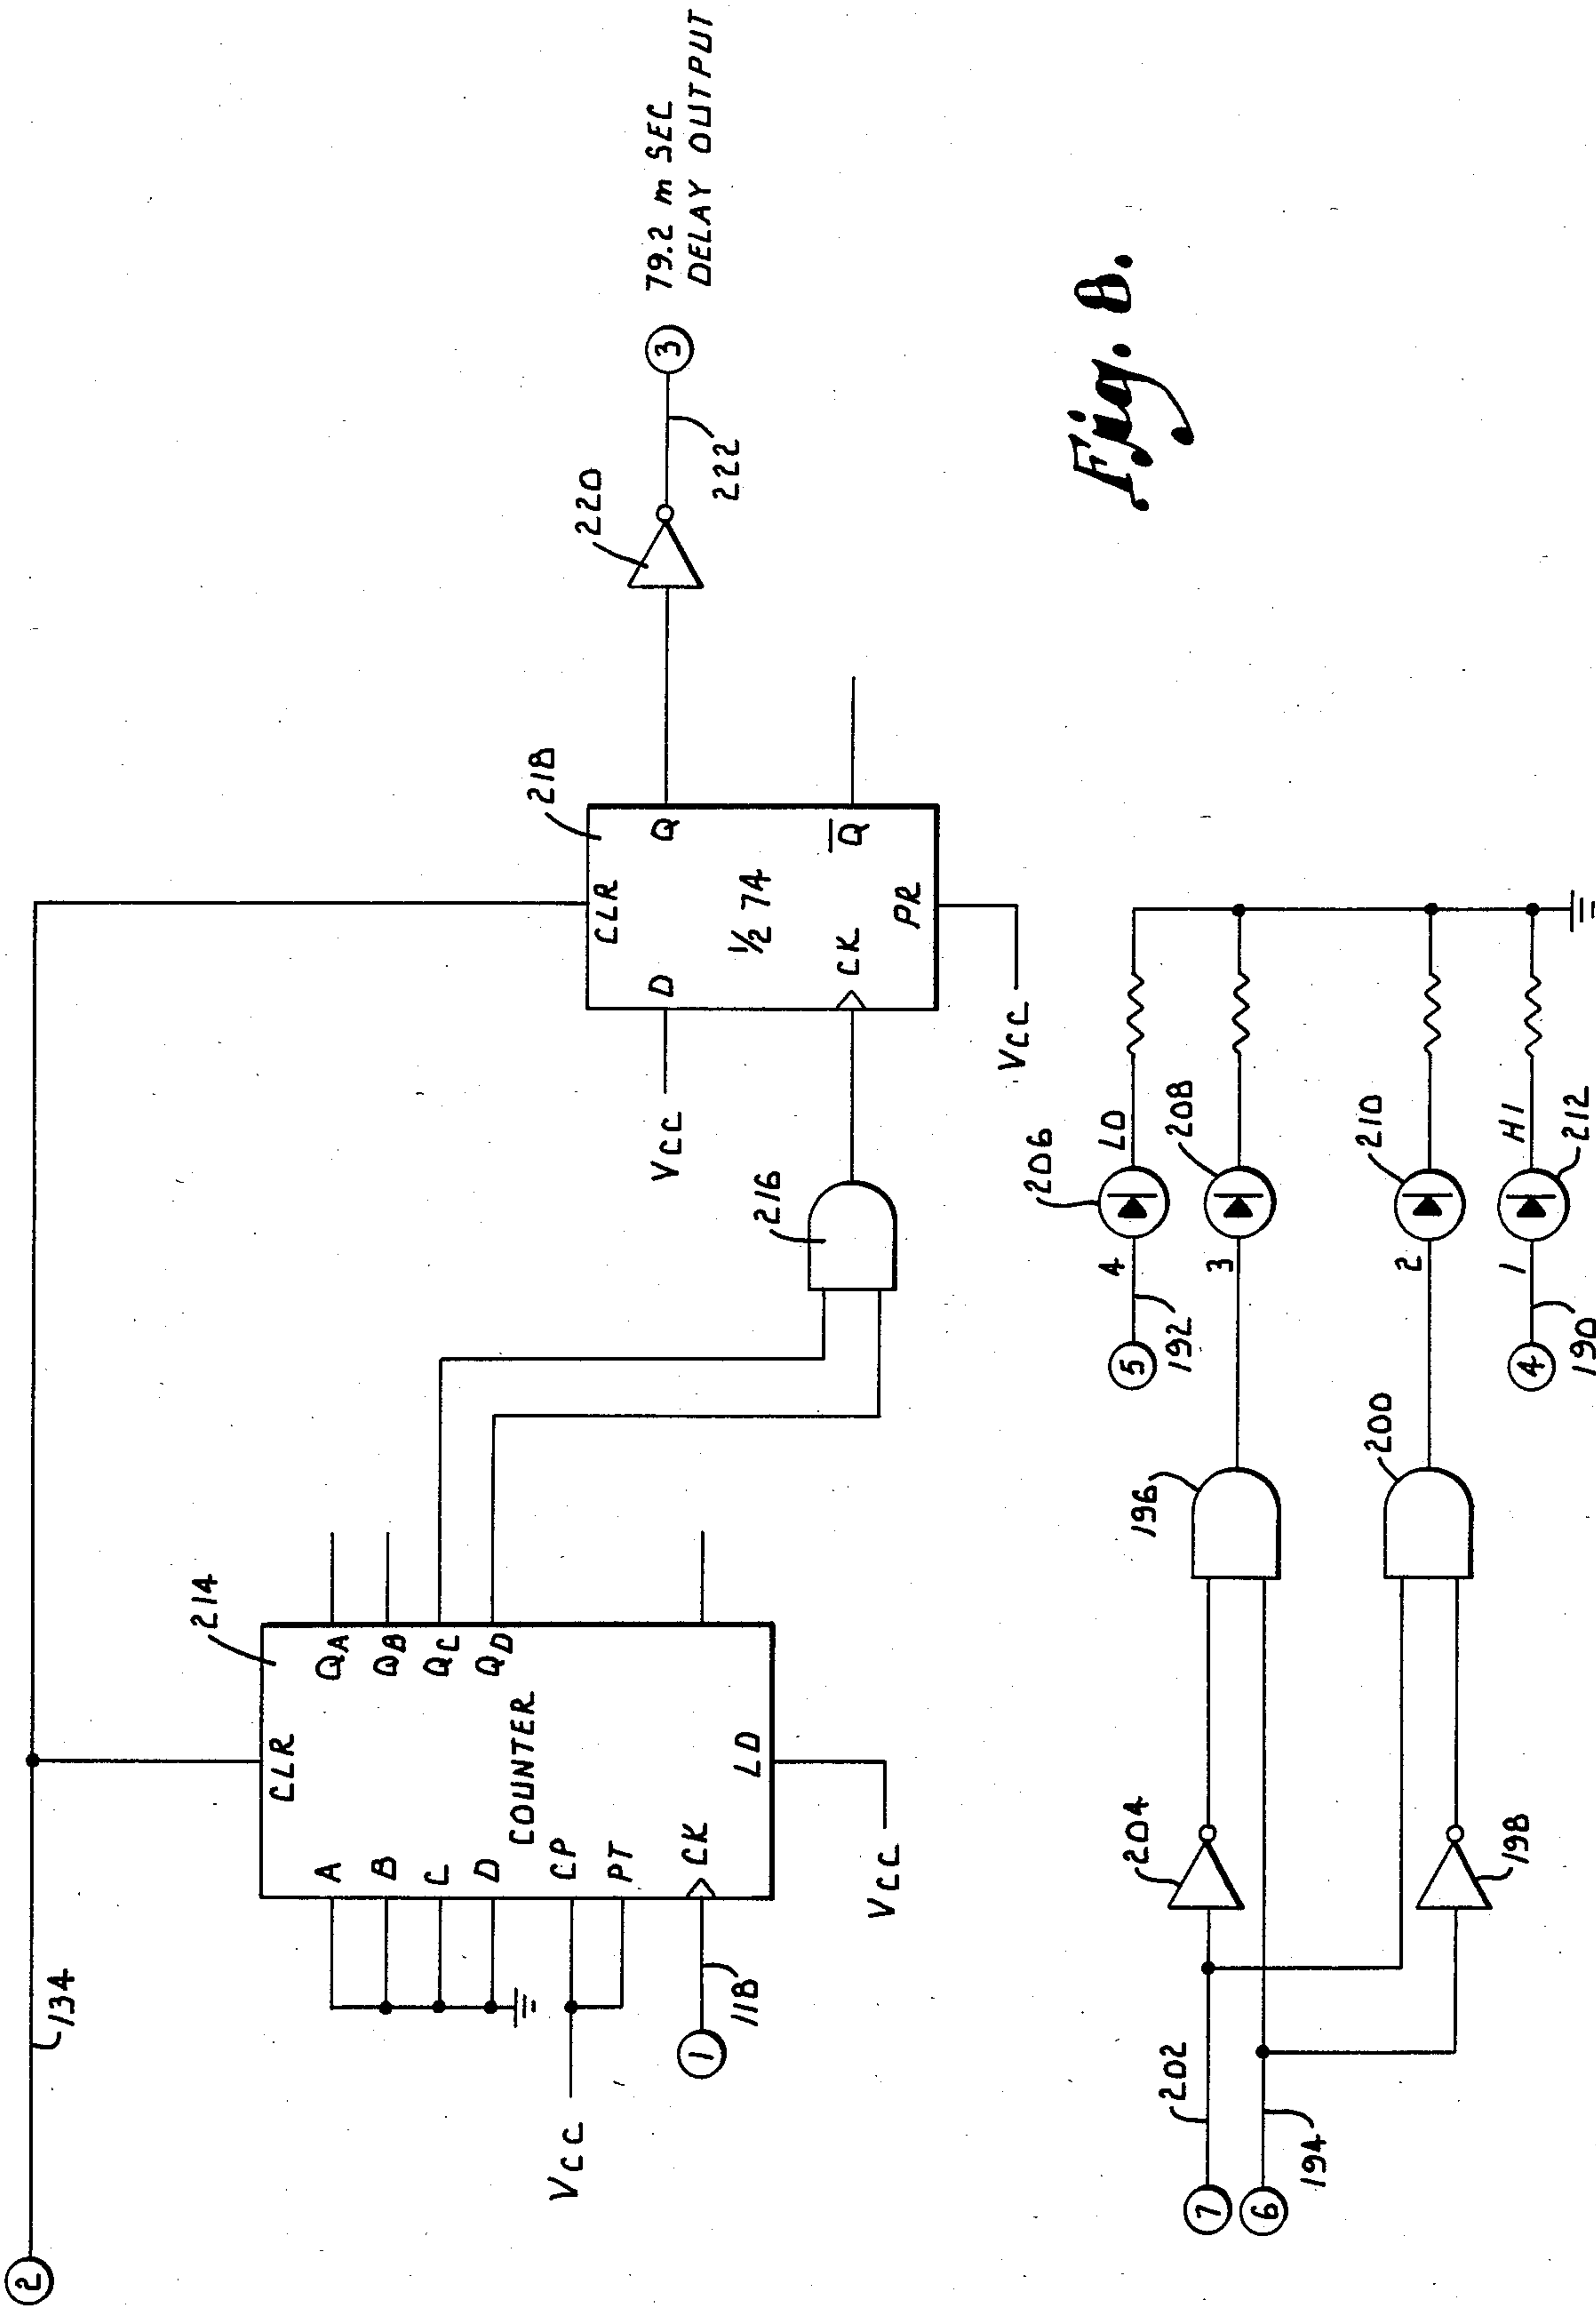 2
134
214
CLR
A
B
C
D
CP
PT
CK
COUNTER
LD
QA
QB
QC
QD
VCC
VCC
1
118
216
218
CLR
D
Q
½ 74
CK
Q
PR
VCC
VCC
220
222
3
79.2 m SEC
DELAY OUTPUT
7
202
204
6
194
198
196
200
5
192
4
206
LO
3
208
2
210
4
190
1
HI
212
Fig. 8.